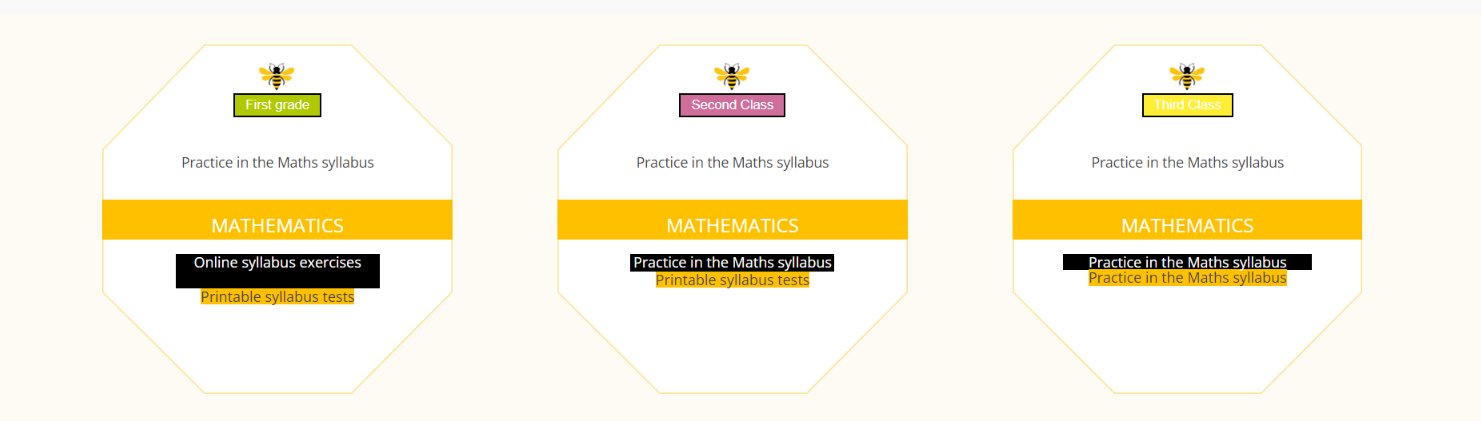 First grade
Practice in the Maths syllabus
MATHEMATICS
Online syllabus exercises
Printable syllabus tests
Second Class
Practice in the Maths syllabus
MATHEMATICS
Practice in the Maths syllabus
Printable syllabus tests
Third Class
Practice in the Maths syllabus
MATHEMATICS
Practice in the Maths syllabus
Practice in the Maths syllabus